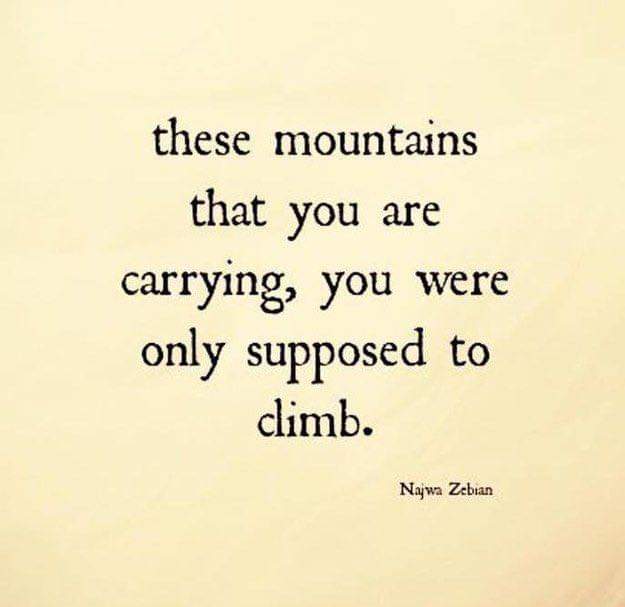 these mountains
that you are
carrying, you were
only supposed to
climb.
Najwa Zebian